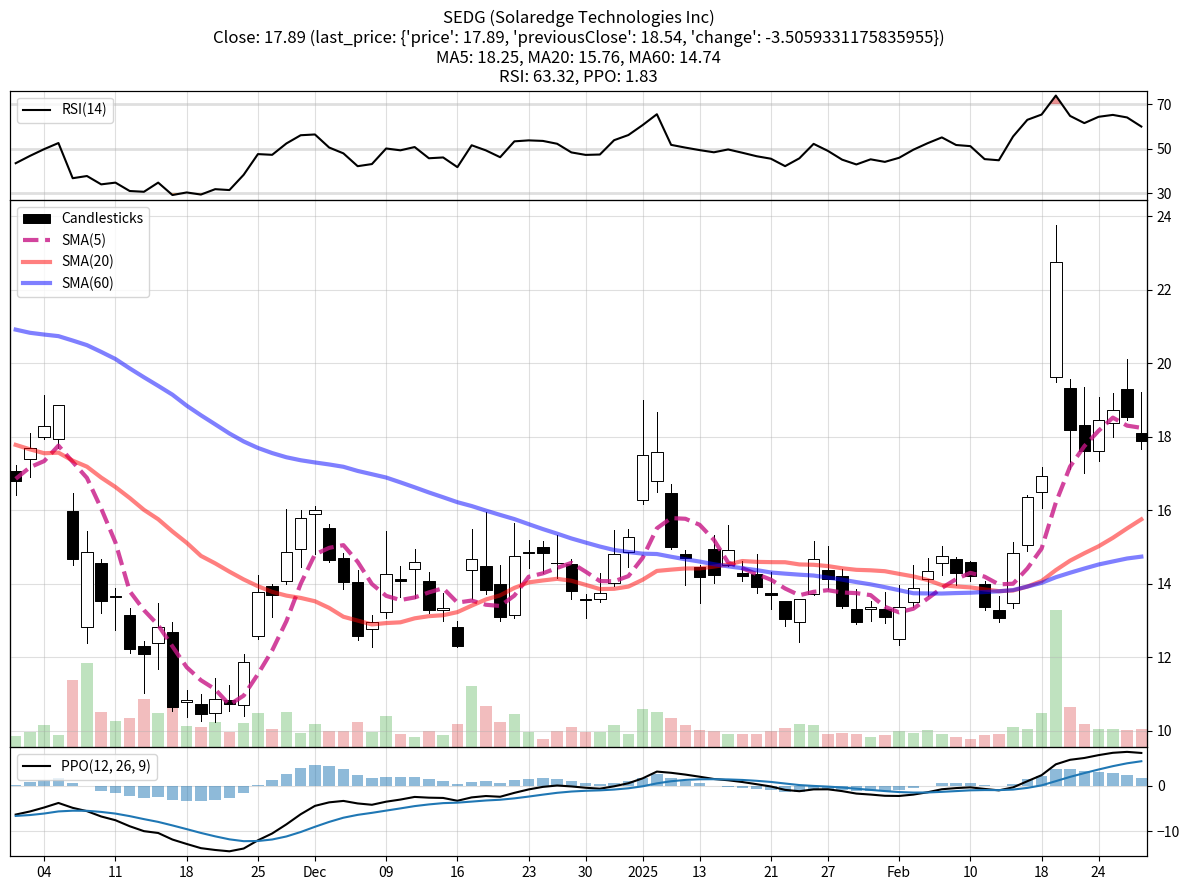 SEDG (Solaredge Technologies Inc)
Close: 17.89 (last_price: {'price': 17.89, 'previousClose': 18.54, 'change': -3.5059331175835955})
MA5: 18.25, MA20: 15.76, MA60: 14.74
RSI: 63.32, PPO: 1.83
RSI(14)
70
50
30
Candlesticks
SMA(5)
SMA(20)
SMA(60)
24
22
20
18
16
14
12
10
PPO(12, 26, 9)
0
−10
04 11 18 25 Dec 09 16 23 30 2025 13 21 27 Feb 10 18 24